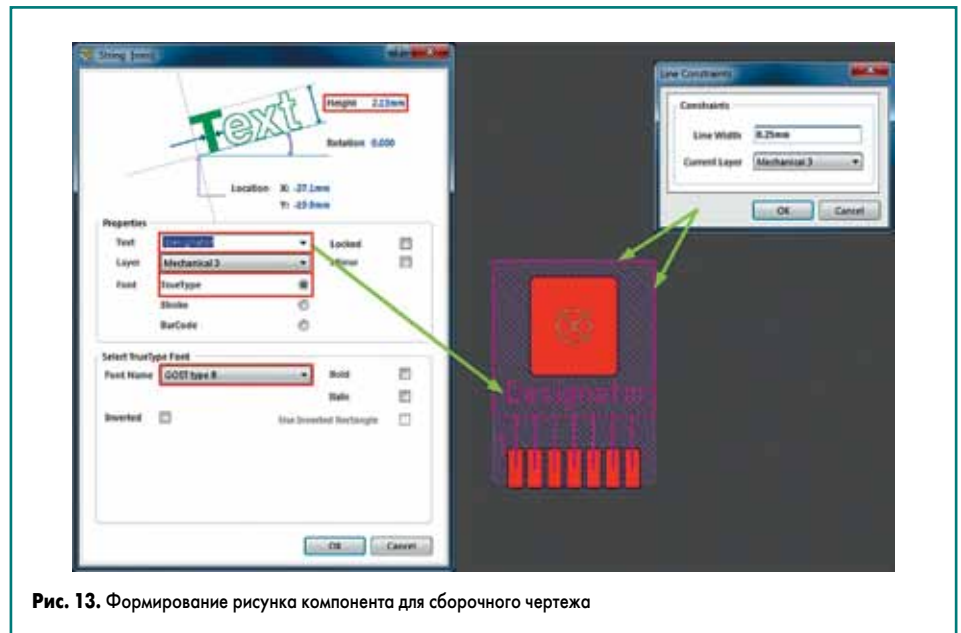 String [mm]
Text
Height 2.13mm
Rotation 0.000
Location X: -27.1mm
Y: -23.9mm
Properties
Text Designator
Locked
Layer Mechanical 3
Mirror
Font TrueType
Stroke
BarCode
Select TrueType Font
Font Name GOST type B
Bold
Italic
Inverted
Use Inverted Rectangle
OK Cancel
Line Constraints
Constraints
Line Width 0.25mm
Current Layer Mechanical 3
OK Cancel
Designator
Рис. 13. Формирование рисунка компонента для сборочного чертежа